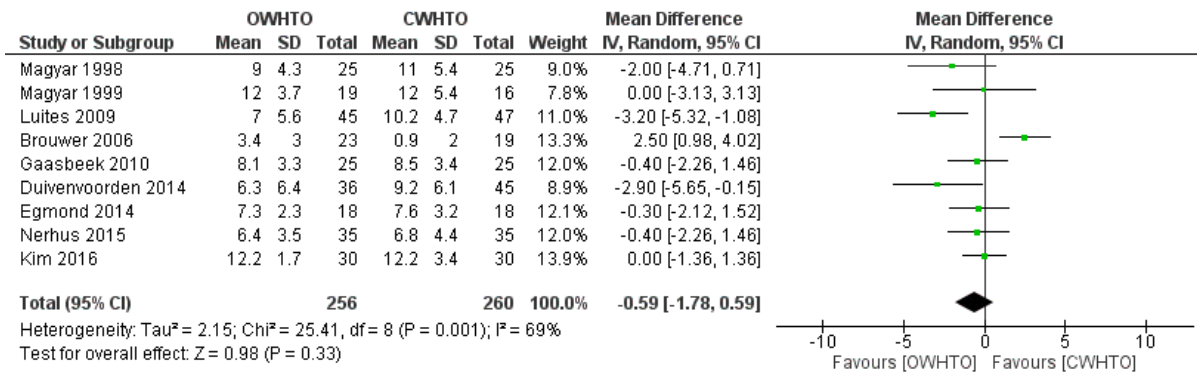 OWHTO CWHTO Mean Difference Mean Difference
Study or Subgroup Mean SD Total Mean SD Total Weight IV, Random, 95% CI IV, Random, 95% CI
Magyar 1998 9 4.3 25 11 5.4 25 9.0% -2.00 [-4.71, 0.71]
Magyar 1999 12 3.7 19 12 5.4 16 7.8% 0.00 [-3.13, 3.13]
Luites 2009 7 5.6 45 10.2 4.7 47 11.0% -3.20 [-5.32, -1.08]
Brouwer 2006 3.4 3 23 0.9 2 19 13.3% 2.50 [0.98, 4.02]
Gaasbeek 2010 8.1 3.3 25 8.5 3.4 25 12.0% -0.40 [-2.26, 1.46]
Duivenvoorden 2014 6.3 6.4 36 9.2 6.1 45 8.9% -2.90 [-5.65, -0.15]
Egmond 2014 7.3 2.3 18 7.6 3.2 18 12.1% -0.30 [-2.12, 1.52]
Nerhus 2015 6.4 3.5 35 6.8 4.4 35 12.0% -0.40 [-2.26, 1.46]
Kim 2016 12.2 1.7 30 12.2 3.4 30 13.9% 0.00 [-1.36, 1.36]
Total (95% CI) 256 260 100.0% -0.59 [-1.78, 0.59]
Heterogeneity: Tau² = 2.15; Chi² = 25.41, df = 8 (P = 0.001); I² = 69%
Test for overall effect: Z = 0.98 (P = 0.33)
-10 -5 0 5 10
Favours [OWHTO] Favours [CWHTO]